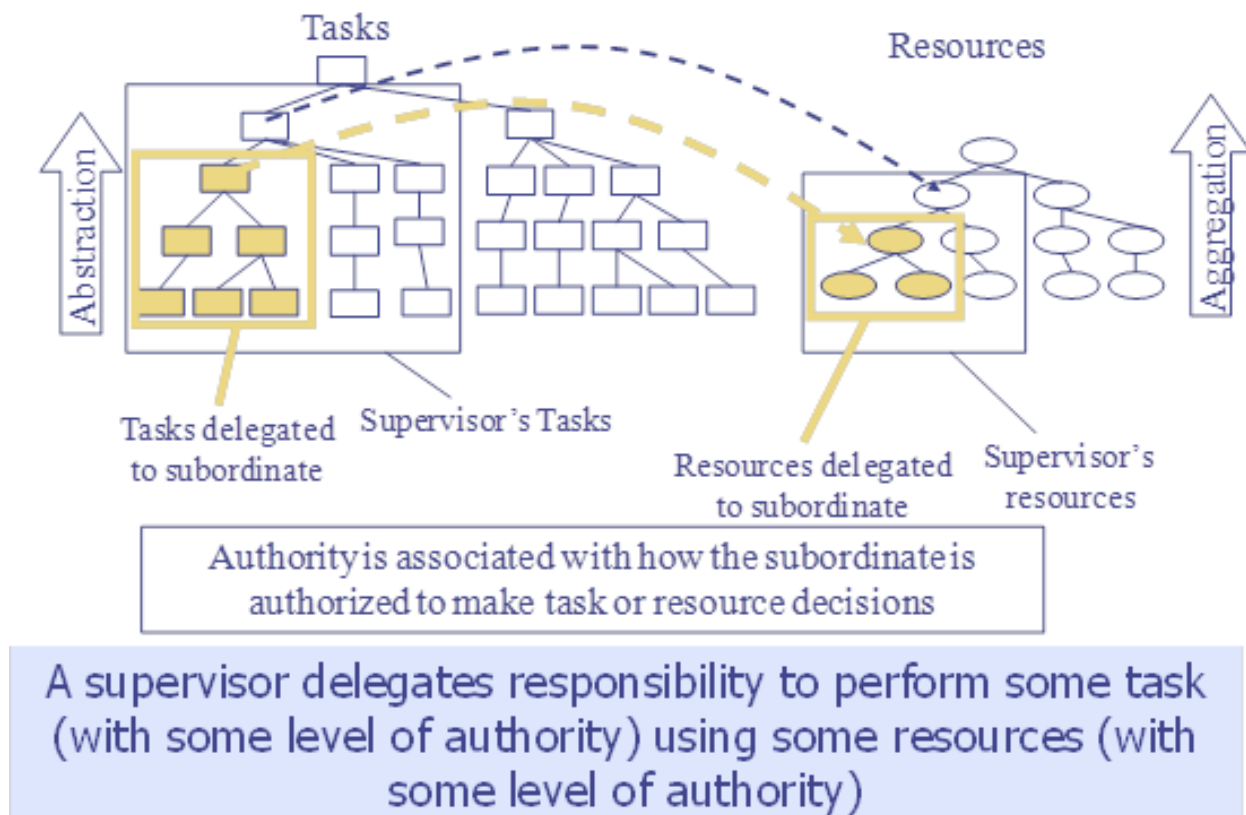 Tasks
Resources
Abstraction
Aggregation
Tasks delegated
to subordinate
Supervisor's Tasks
Resources delegated
to subordinate
Supervisor's
resources
Authority is associated with how the subordinate is
authorized to make task or resource decisions
A supervisor delegates responsibility to perform some task
(with some level of authority) using some resources (with
some level of authority)